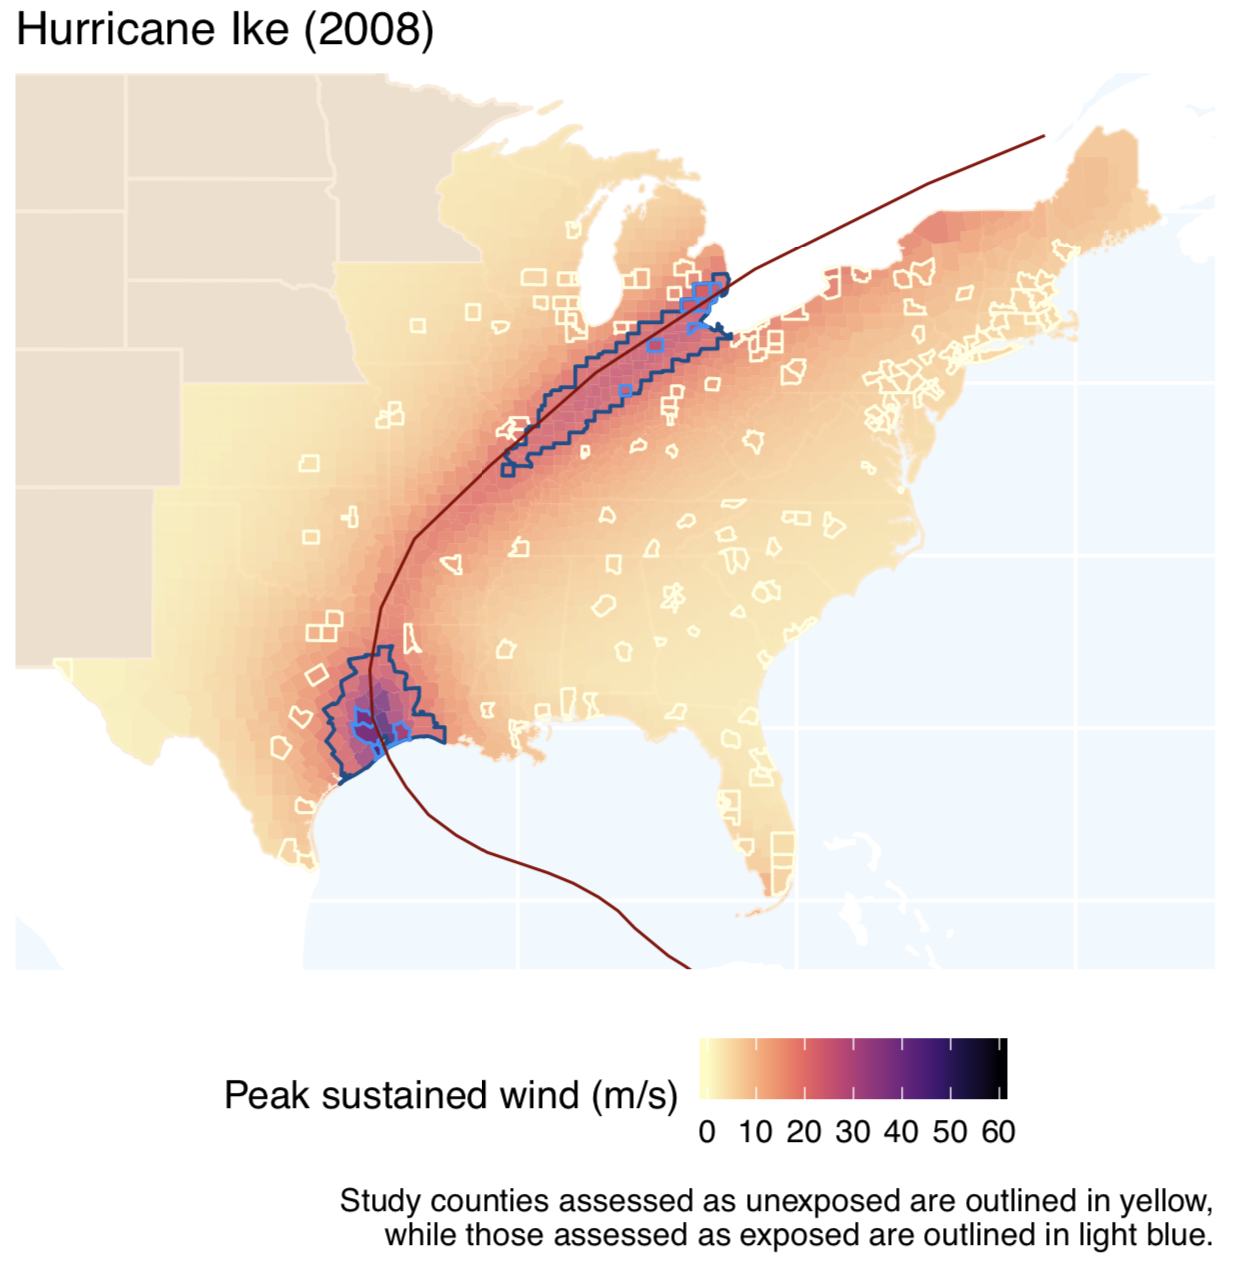 Hurricane Ike (2008)
Peak sustained wind (m/s)
0 10 20 30 40 50 60
Study counties assessed as unexposed are outlined in yellow,
while those assessed as exposed are outlined in light blue.